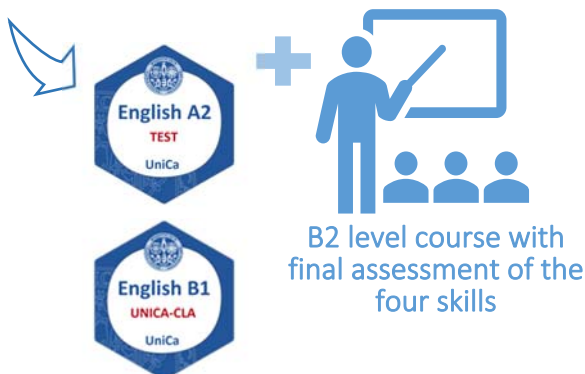 English A2
TEST
UniCa
English B1
UNICA-CLA
UniCa
B2 level course with
final assessment of the
four skills